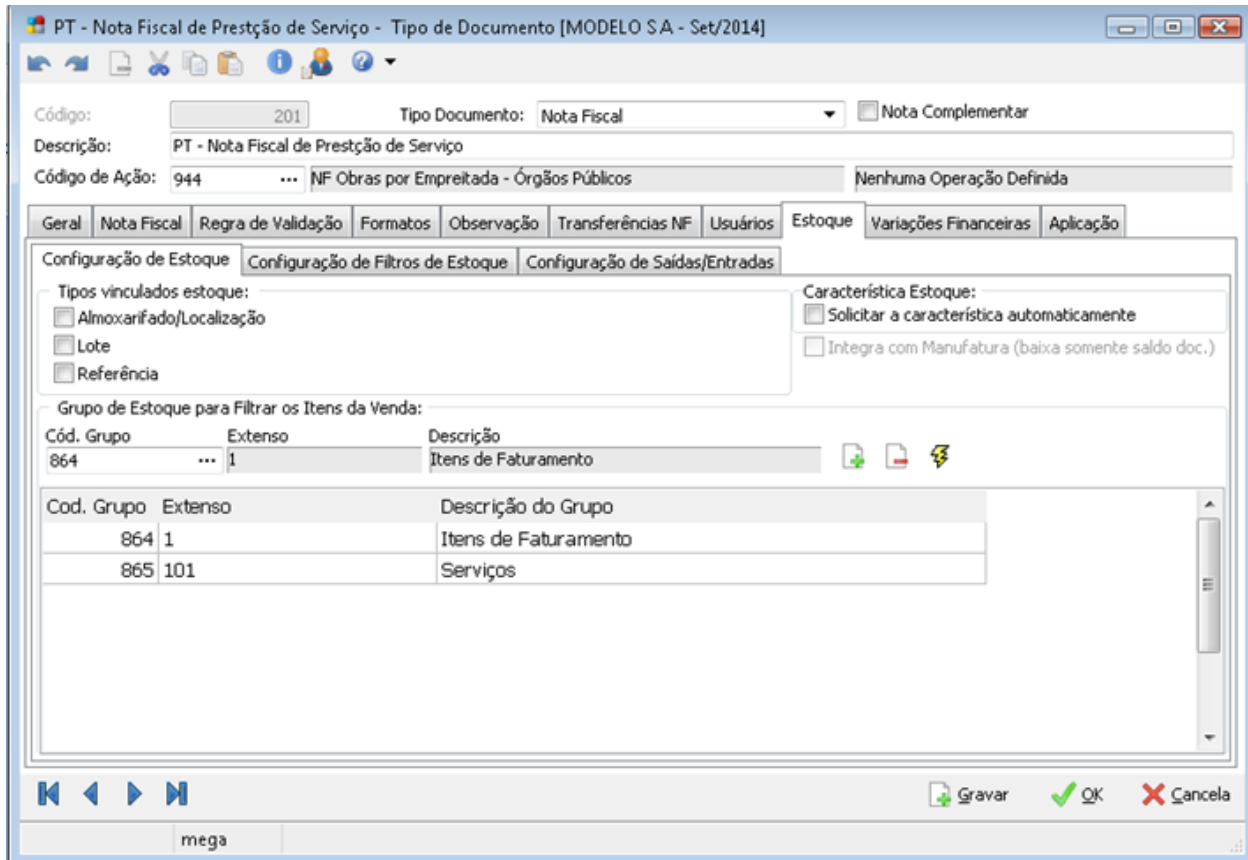 PT - Nota Fiscal de Prestção de Serviço - Tipo de Documento [MODELO S A - Set/2014]
Código: 201 Tipo Documento: Nota Fiscal Nota Complementar
Descrição: PT - Nota Fiscal de Prestção de Serviço
Código de Ação: 944 ... NF Obras por Empreitada - Órgãos Públicos Nenhuma Operação Definida
Geral Nota Fiscal Regra de Validação Formatos Observação Transferências NF Usuários Estoque Variações Financeiras Aplicação
Configuração de Estoque Configuração de Filtros de Estoque Configuração de Saídas/Entradas
Tipos vinculados estoque: Característica Estoque:
Almoxarifado/Localização Solicitar a característica automaticamente
Lote Integra com Manufatura (baixa somente saldo doc.)
Referência
Grupo de Estoque para Filtrar os Itens da Venda:
Cód. Grupo Extenso Descrição
864 ... 1 Itens de Faturamento
Cod. Grupo Extenso Descrição do Grupo
864 1 Itens de Faturamento
865 101 Serviços
Gravar OK Cancela
mega